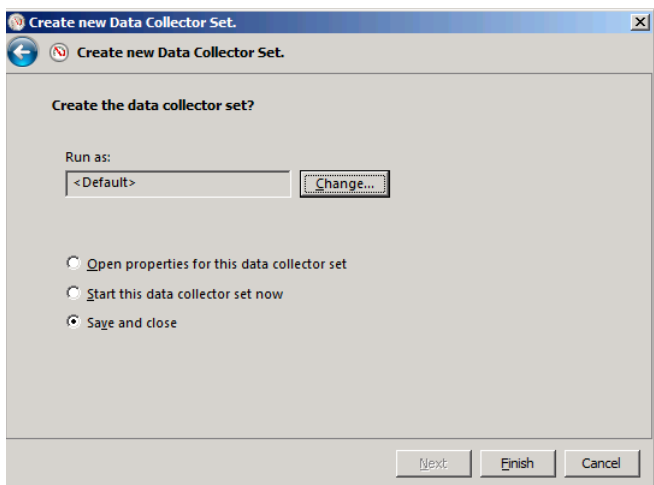 Create new Data Collector Set.
Create new Data Collector Set.
Create the data collector set?
Run as:
<Default>
Change...
Open properties for this data collector set
Start this data collector set now
Save and close
Next
Finish
Cancel